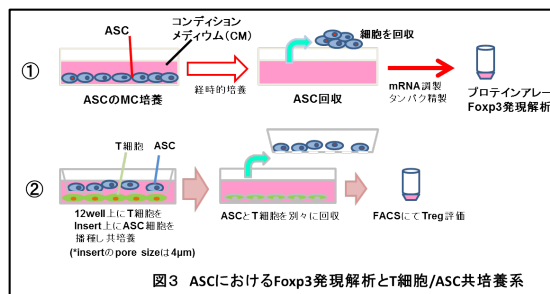 ASC
コンディション
メディウム(CM)
細胞を回収
①
ASCのMC培養
経時的培養
ASC回収
mRNA調製
タンパク精製
プロテインアレー
Foxp3発現解析
T細胞
ASC
②
12well上にT細胞を
Insert上にASC細胞を
播種し共培養
(*insertのpore sizeは4μm)
ASCとT細胞を別々に回収
FACSにてTreg評価
図3 ASCにおけるFoxp3発現解析とT細胞/ASC共培養系